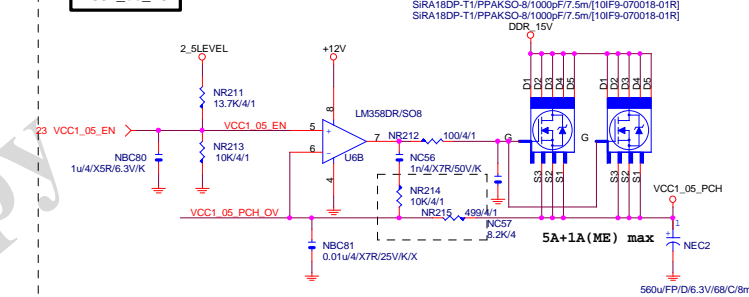 SiRA18DP-T1/PPAKSO-8/1000pF/7.5m/[10IF9-070018-01R]
SiRA18DP-T1/PPAKSO-8/1000pF/7.5m/[10IF9-070018-01R]
DDR_15V
2_5LEVEL
+12V
D1
D2
D3
D4
D5
D1
D2
D3
D4
D5
NR211
13.7K/4/1
8
LM358DR/SO8
23 VCC1_05_EN
VCC1_05_EN
5
+
7
NR212
100/4/1
G
G
6
-
U6B
NBC80
1u/4/X5R/6.3V/K
NR213
10K/4/1
4
NC56
1n/4/X7R/50V/K
S3
S2
S1
S3
S2
S1
NR214
10K/4/1
VCC1_05_PCH
VCC1_05_PCH_OV
NR215
499/4/1
NC57
8.2K/4
1
+
NBC81
0.01u/4/X7R/25V/K/X
5A+1A(ME) max
NEC2
560u/FP/D/6.3V/68/C/8m